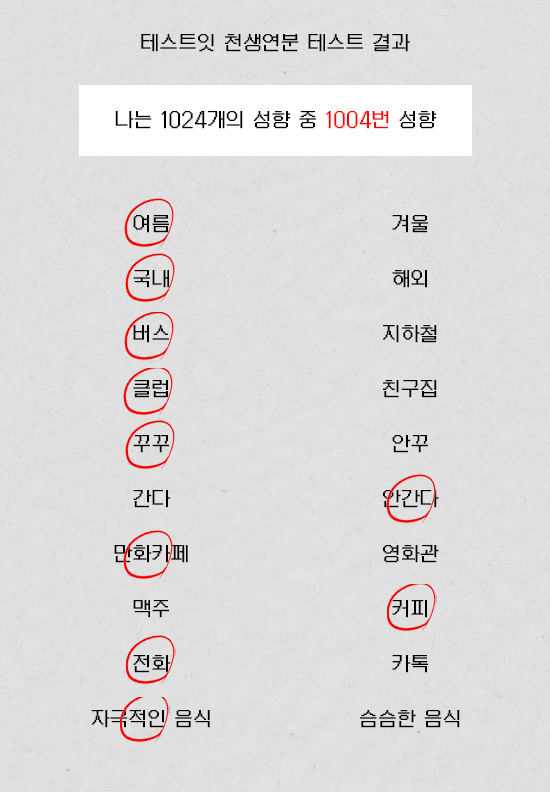 테스트잇 천생연분 테스트 결과
나는 1024개의 성향 중 1004번 성향
여름 겨울
국내 해외
버스 지하철
클럽 친구집
꾸꾸 안꾸
간다 안간다
만화카페 영화관
맥주 커피
전화 카톡
자극적인 음식 슴슴한 음식